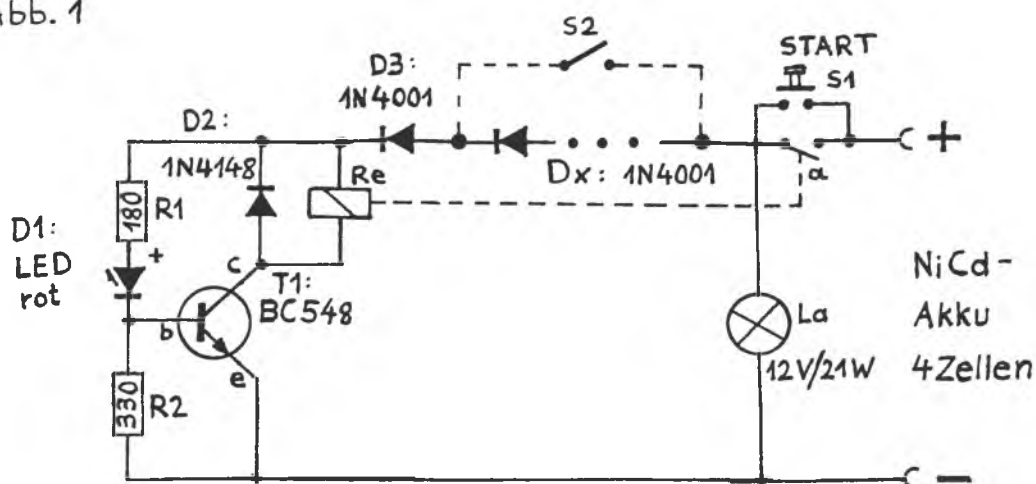 Abb. 1
S2
START
S1
D3:
1N4001
D2:
1N4148
Re
Dx: 1N4001
a
+
180
R1
D1:
LED
rot
+
c
T1:
BC548
b
e
La
12V/21W
NiCd-
Akku
4Zellen
330
R2
−